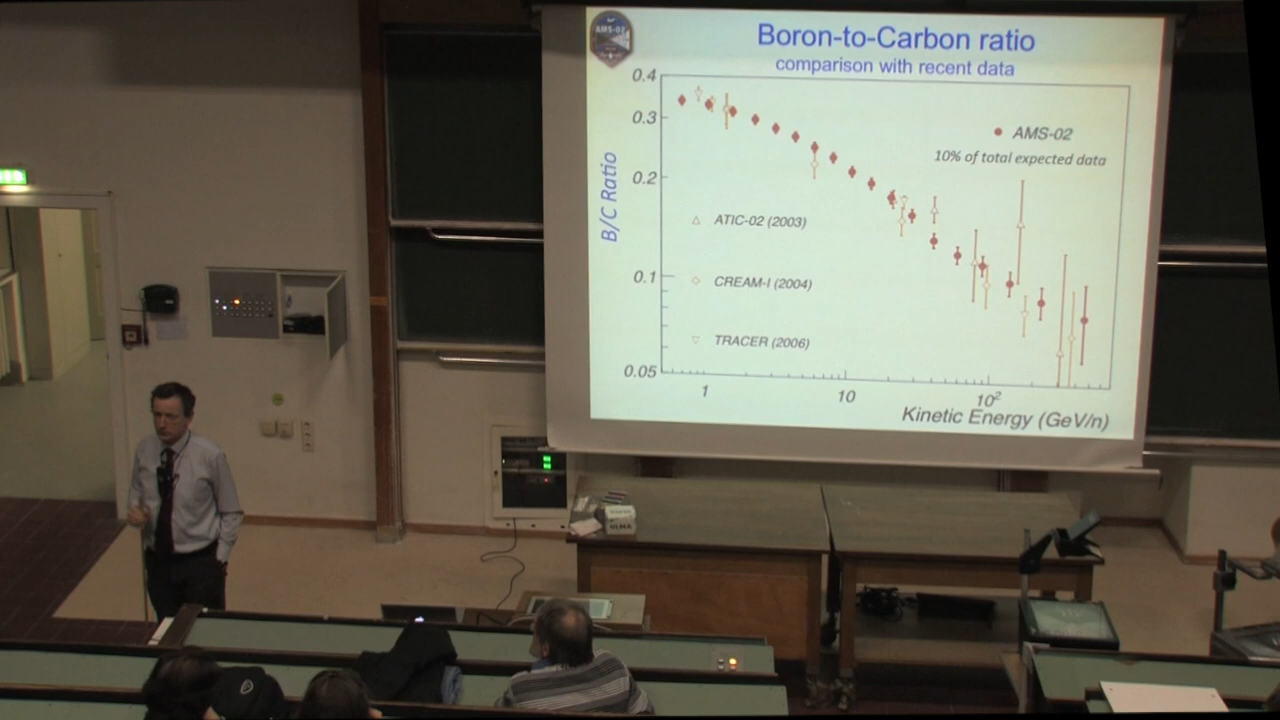 AMS-02
Boron-to-Carbon ratio
comparison with recent data
0.4
0.3
0.2
0.1
0.05
B/C Ratio
AMS-02
10% of total expected data
ATIC-02 (2003)
CREAM-I (2004)
TRACER (2006)
1
10
10²
Kinetic Energy (GeV/n)
ULMA